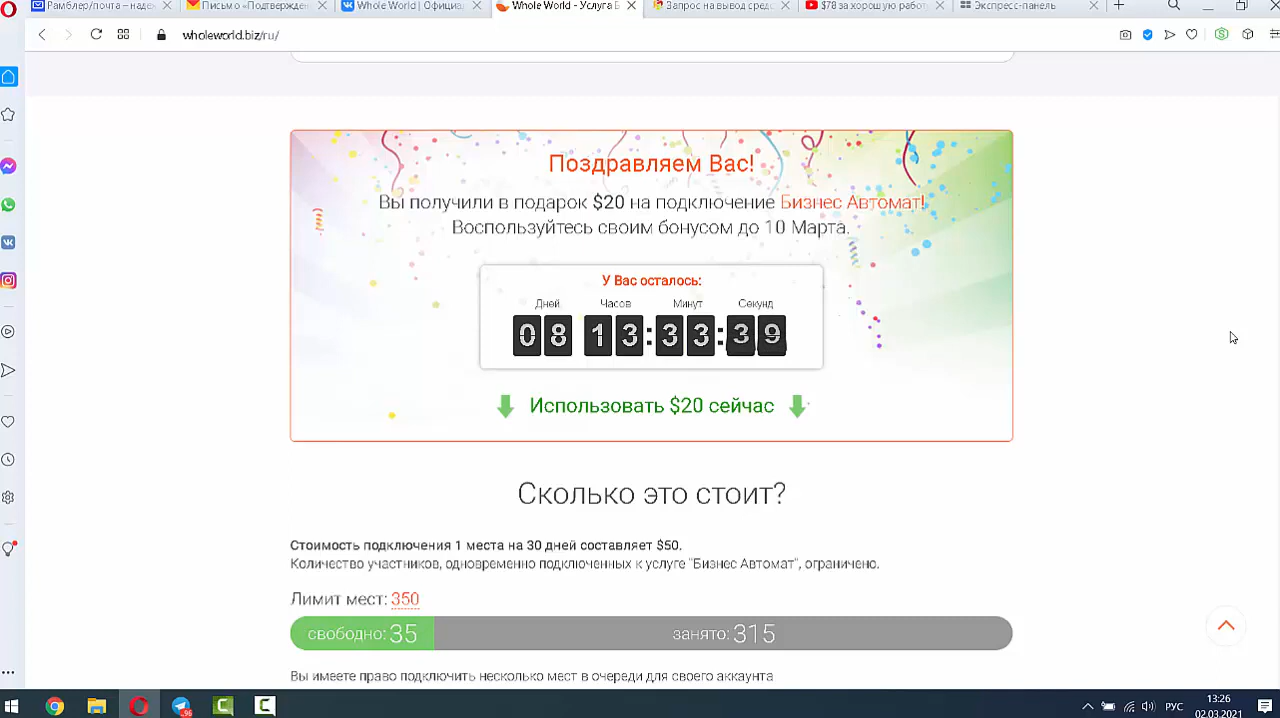 Рамблер/почта – надеж
Письмо «Подтвержден
Whole World | Официал
Whole World - Услуга Б
Запрос на вывод средс
$78 за хорошую работу
Экспресс-панель
wholeworld.biz/ru/
Поздравляем Вас!
Вы получили в подарок $20 на подключение Бизнес Автомат!
Воспользуйтесь своим бонусом до 10 Марта.
У Вас осталось:
Дней Часов Минут Секунд
08 13:33:39
Использовать $20 сейчас
Сколько это стоит?
Стоимость подключения 1 места на 30 дней составляет $50.
Количество участников, одновременно подключенных к услуге "Бизнес Автомат", ограничено.
Лимит мест: 350
свободно: 35 занято: 315
Вы имеете право подключить несколько мест в очереди для своего аккаунта
96
РУС
13:26
02.03.2021